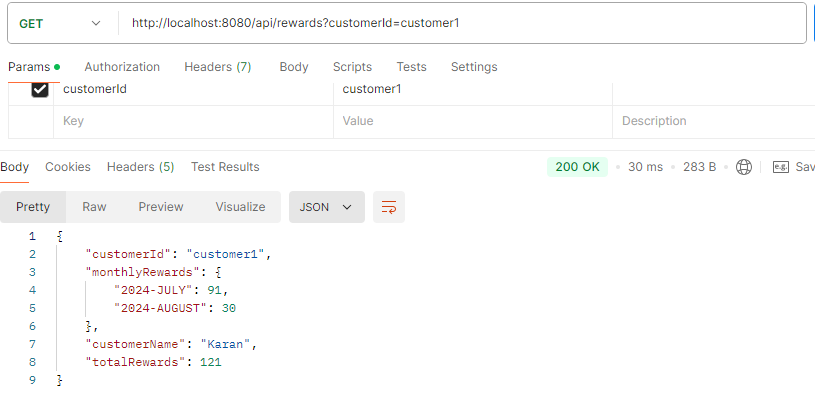 GET http://localhost:8080/api/rewards?customerId=customer1
Params Authorization Headers (7) Body Scripts Tests Settings
customerId customer1
Key Value Description
Body Cookies Headers (5) Test Results 200 OK 30 ms 283 B e.g. Sav
Pretty Raw Preview Visualize JSON
1 {
2 "customerId": "customer1",
3 "monthlyRewards": {
4 "2024-JULY": 91,
5 "2024-AUGUST": 30
6 },
7 "customerName": "Karan",
8 "totalRewards": 121
9 }